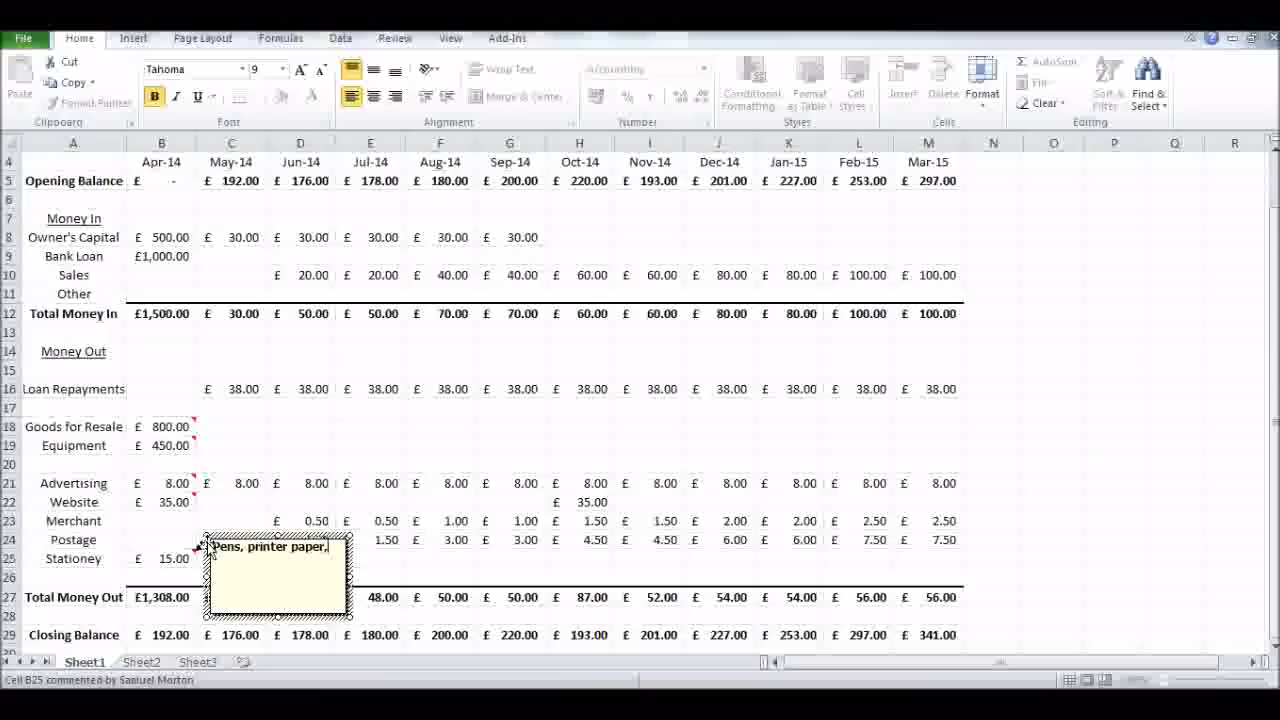 File Home Insert Page Layout Formulas Data Review View Add-Ins
Cut
Copy
Format Painter
Paste
Clipboard
Tahoma 9
B I U
Font
Wrap Text
Merge & Center
Alignment
Accounting
Number
Conditional Formatting
Format as Table
Cell Styles
Styles
Insert Delete Format
Cells
AutoSum
Fill
Clear
Sort & Filter
Find & Select
Editing
A B C D E F G H I J K L M N O P Q R
4 Apr-14 May-14 Jun-14 Jul-14 Aug-14 Sep-14 Oct-14 Nov-14 Dec-14 Jan-15 Feb-15 Mar-15
5 Opening Balance £ - £ 192.00 £ 176.00 £ 178.00 £ 180.00 £ 200.00 £ 220.00 £ 193.00 £ 201.00 £ 227.00 £ 253.00 £ 297.00
6
7 Money In
8 Owner's Capital £ 500.00 £ 30.00 £ 30.00 £ 30.00 £ 30.00 £ 30.00
9 Bank Loan £1,000.00
10 Sales £ 20.00 £ 20.00 £ 40.00 £ 40.00 £ 60.00 £ 60.00 £ 80.00 £ 80.00 £ 100.00 £ 100.00
11 Other
12 Total Money In £1,500.00 £ 30.00 £ 50.00 £ 50.00 £ 70.00 £ 70.00 £ 60.00 £ 60.00 £ 80.00 £ 80.00 £ 100.00 £ 100.00
13
14 Money Out
15
16 Loan Repayments £ 38.00 £ 38.00 £ 38.00 £ 38.00 £ 38.00 £ 38.00 £ 38.00 £ 38.00 £ 38.00 £ 38.00 £ 38.00
17
18 Goods for Resale £ 800.00
19 Equipment £ 450.00
20
21 Advertising £ 8.00 £ 8.00 £ 8.00 £ 8.00 £ 8.00 £ 8.00 £ 8.00 £ 8.00 £ 8.00 £ 8.00 £ 8.00 £ 8.00
22 Website £ 35.00 £ 35.00
23 Merchant £ 0.50 £ 0.50 £ 1.00 £ 1.00 £ 1.50 £ 1.50 £ 2.00 £ 2.00 £ 2.50 £ 2.50
24 Postage 1.50 £ 3.00 £ 3.00 £ 4.50 £ 4.50 £ 6.00 £ 6.00 £ 7.50 £ 7.50
Pens, printer paper,
25 Stationey £ 15.00
26
27 Total Money Out £1,308.00 48.00 £ 50.00 £ 50.00 £ 87.00 £ 52.00 £ 54.00 £ 54.00 £ 56.00 £ 56.00
28
29 Closing Balance £ 192.00 £ 176.00 £ 178.00 £ 180.00 £ 200.00 £ 220.00 £ 193.00 £ 201.00 £ 227.00 £ 253.00 £ 297.00 £ 341.00
Sheet1 Sheet2 Sheet3
Cell B25 commented by Samuel Morton